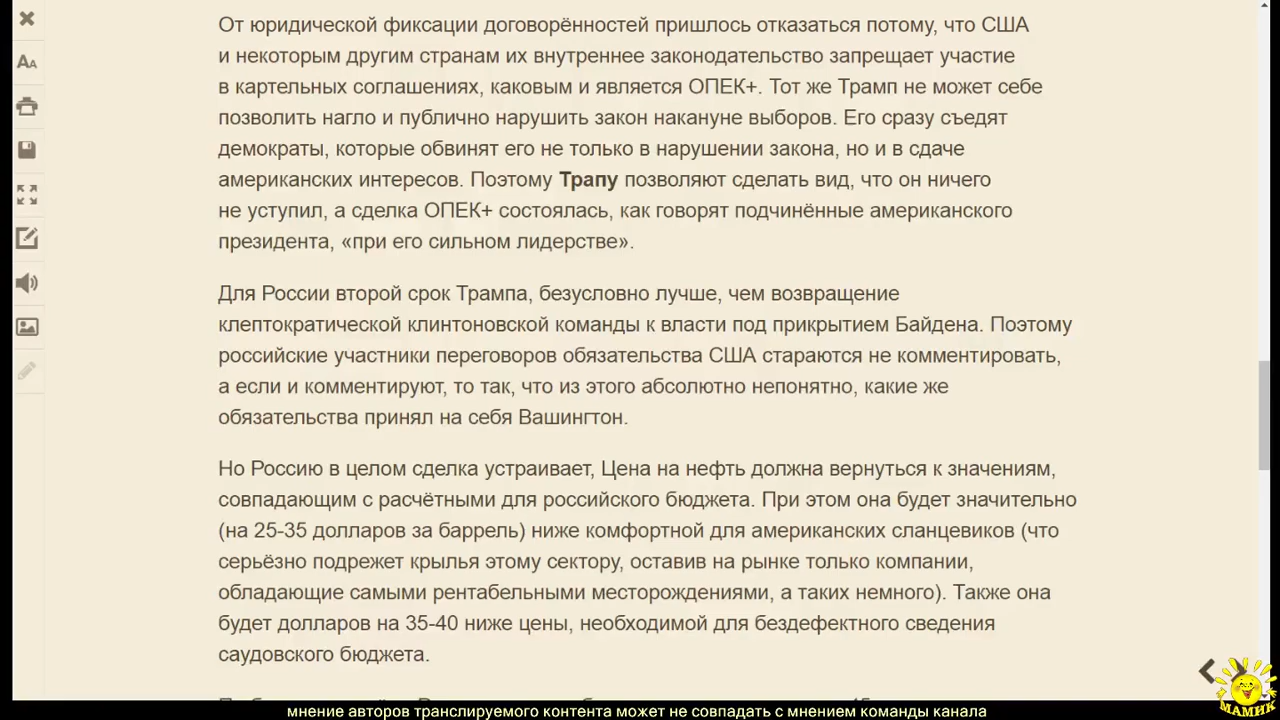 От юридической фиксации договорённостей пришлось отказаться потому, что США
и некоторым другим странам их внутреннее законодательство запрещает участие
в картельных соглашениях, каковым и является ОПЕК+. Тот же Трамп не может себе
позволить нагло и публично нарушить закон накануне выборов. Его сразу съедят
демократы, которые обвинят его не только в нарушении закона, но и в сдаче
американских интересов. Поэтому Трапу позволяют сделать вид, что он ничего
не уступил, а сделка ОПЕК+ состоялась, как говорят подчинённые американского
президента, «при его сильном лидерстве».
Для России второй срок Трампа, безусловно лучше, чем возвращение
клептократической клинтоновской команды к власти под прикрытием Байдена. Поэтому
российские участники переговоров обязательства США стараются не комментировать,
а если и комментируют, то так, что из этого абсолютно непонятно, какие же
обязательства принял на себя Вашингтон.
Но Россию в целом сделка устраивает, Цена на нефть должна вернуться к значениям,
совпадающим с расчётными для российского бюджета. При этом она будет значительно
(на 25-35 долларов за баррель) ниже комфортной для американских сланцевиков (что
серьёзно подрежет крылья этому сектору, оставив на рынке только компании,
обладающие самыми рентабельными месторождениями, а таких немного). Также она
будет долларов на 35-40 ниже цены, необходимой для бездефектного сведения
саудовского бюджета.
МАМИК
мнение авторов транслируемого контента может не совпадать с мнением команды канала